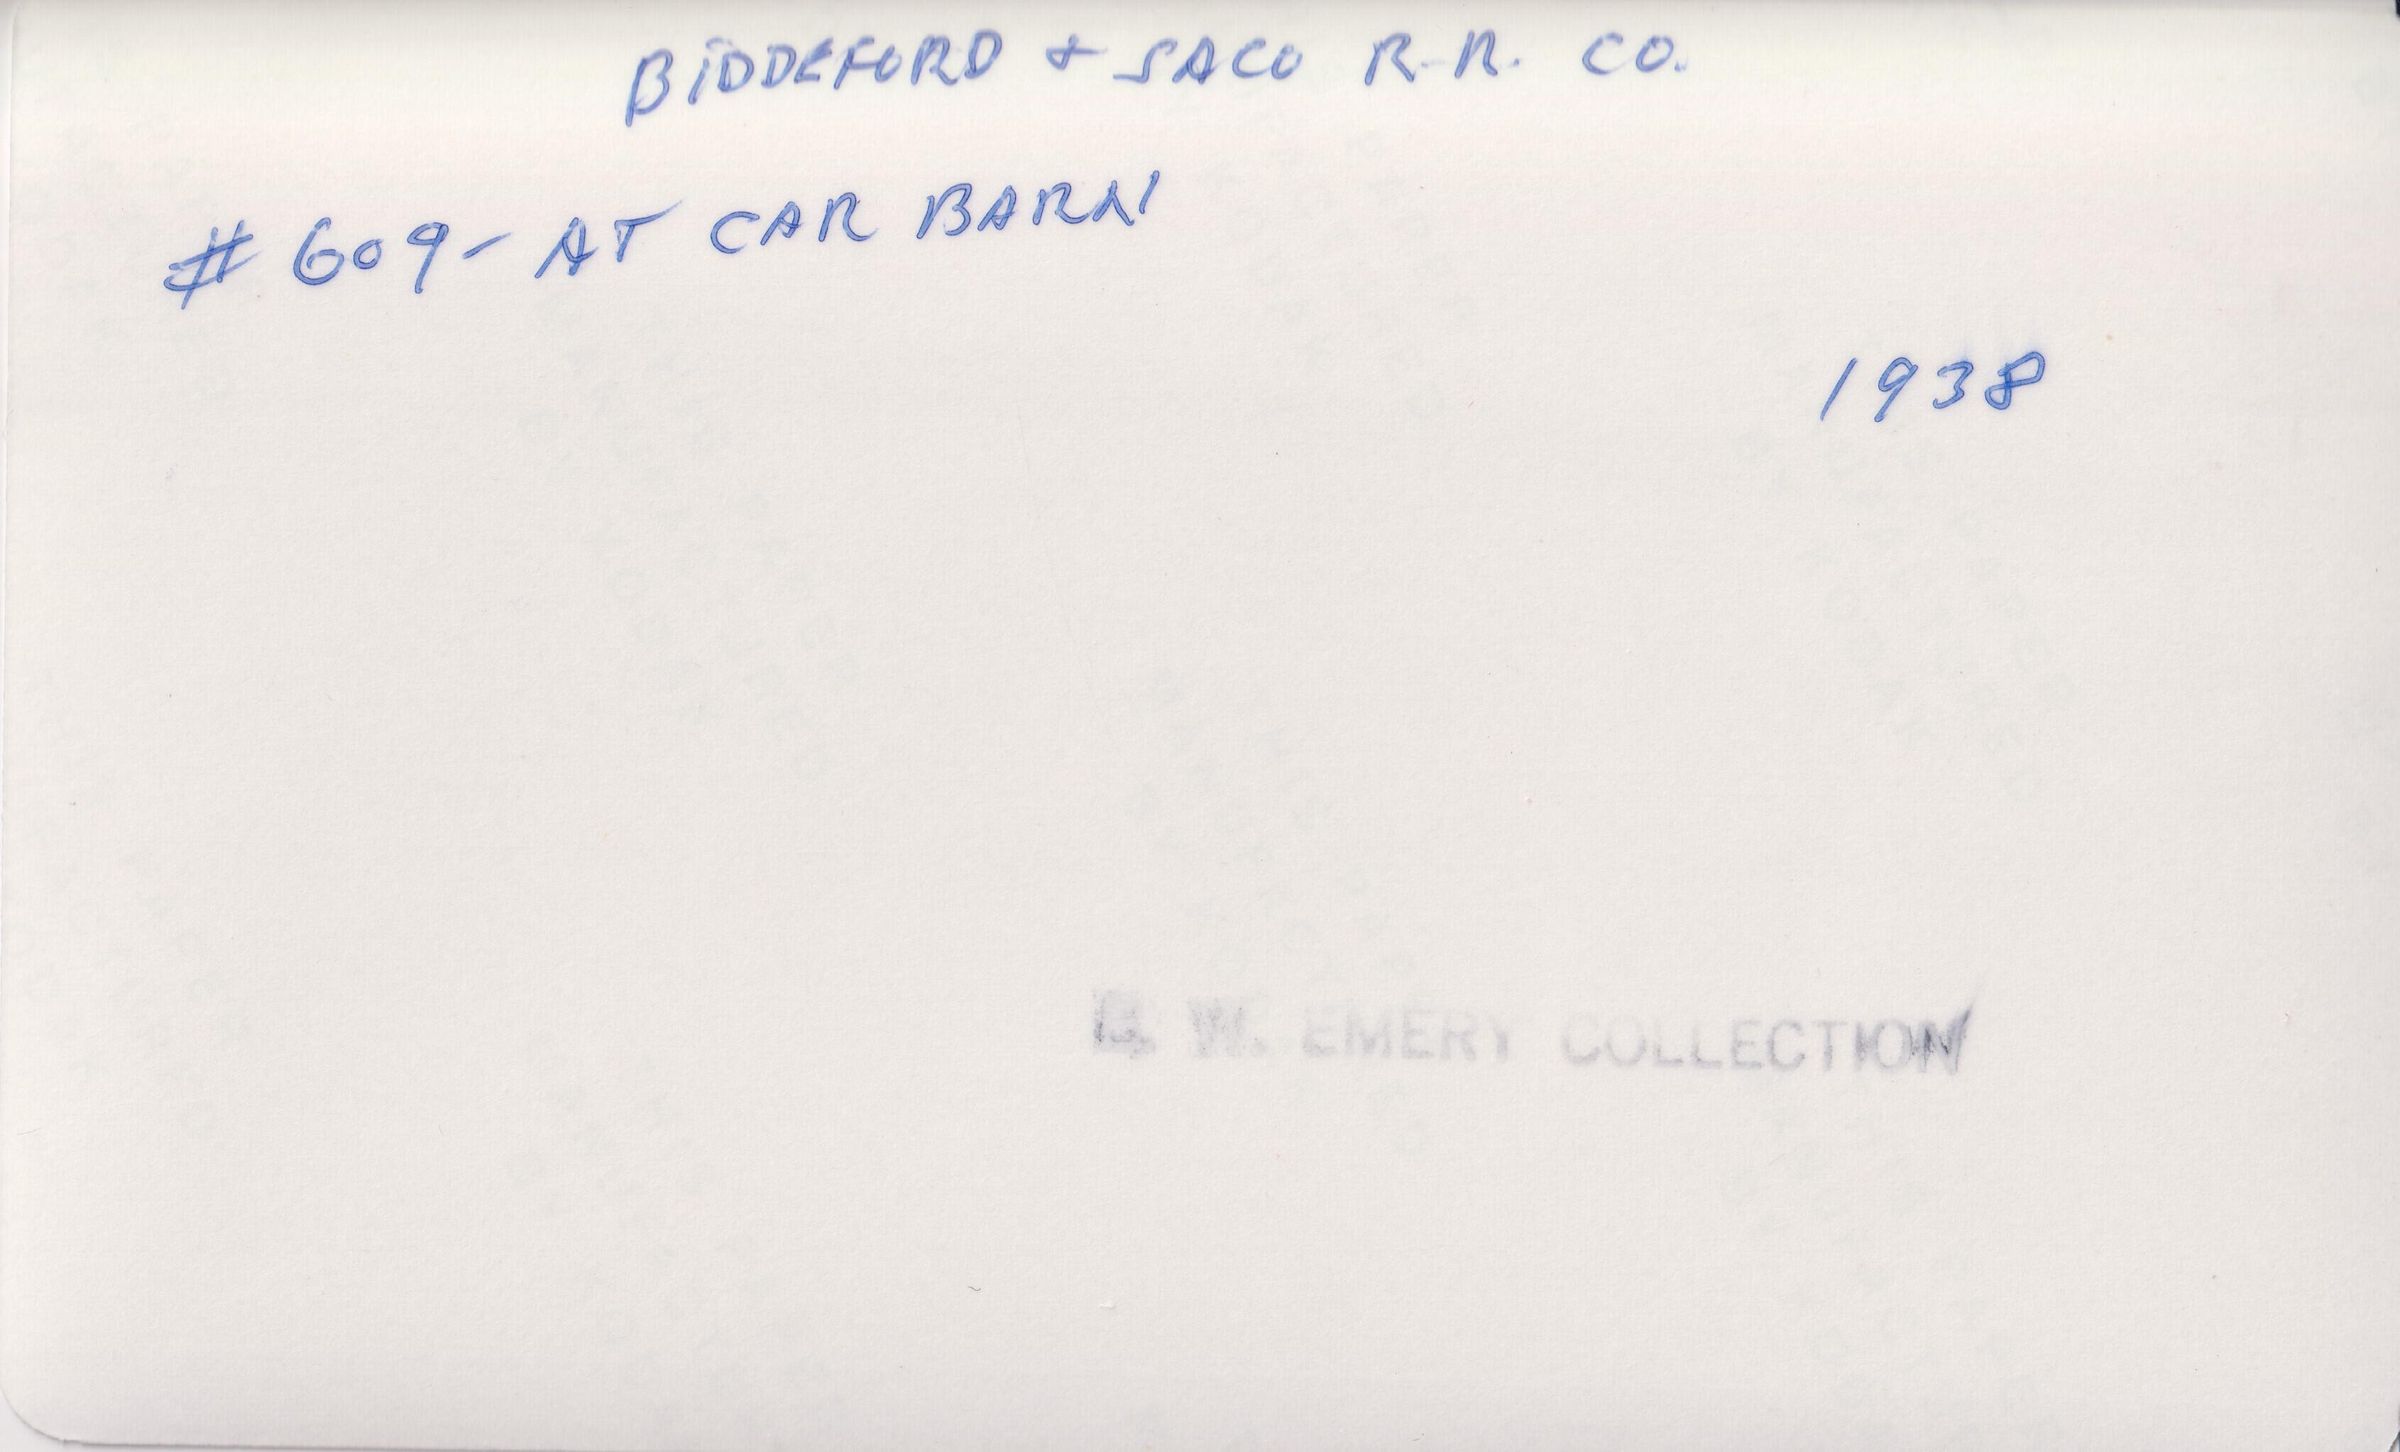 BIDDEFORD & SACO R.R. CO.
# 609 - AT CAR BARN
1938
W. EMERY COLLECTION